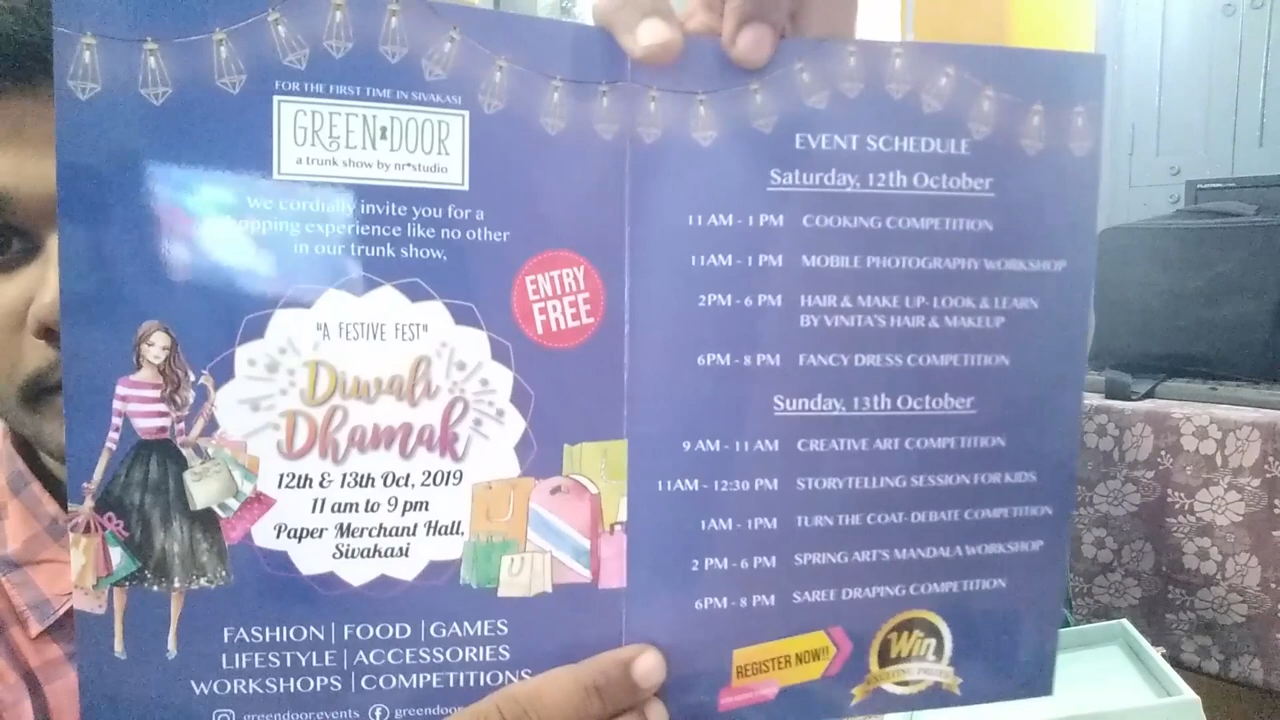 FOR THE FIRST TIME IN SIVAKASI
GREEN DOOR
a trunk show by nr*studio
We cordially invite you for a
opping experience like no other
in our trunk show,
ENTRY
FREE
"A FESTIVE FEST"
Diwali
Dhamak
12th & 13th Oct, 2019
11 am to 9 pm
Paper Merchant Hall,
Sivakasi
FASHION | FOOD | GAMES
LIFESTYLE | ACCESSORIES
WORKSHOPS | COMPETITIONS
greendoor.events greendoor
EVENT SCHEDULE
Saturday, 12th October
11 AM - 1 PM COOKING COMPETITION
11AM - 1 PM MOBILE PHOTOGRAPHY WORKSHOP
2PM - 6 PM HAIR & MAKE UP- LOOK & LEARN
BY VINITA'S HAIR & MAKEUP
6PM - 8 PM FANCY DRESS COMPETITION
Sunday, 13th October
9 AM - 11 AM CREATIVE ART COMPETITION
11AM - 12:30 PM STORYTELLING SESSION FOR KIDS
1AM - 1PM TURN THE COAT- DEBATE COMPETITION
2 PM - 6 PM SPRING ART'S MANDALA WORKSHOP
6PM - 8 PM SAREE DRAPING COMPETITION
REGISTER NOW!!
Win
EXCITING PRIZES